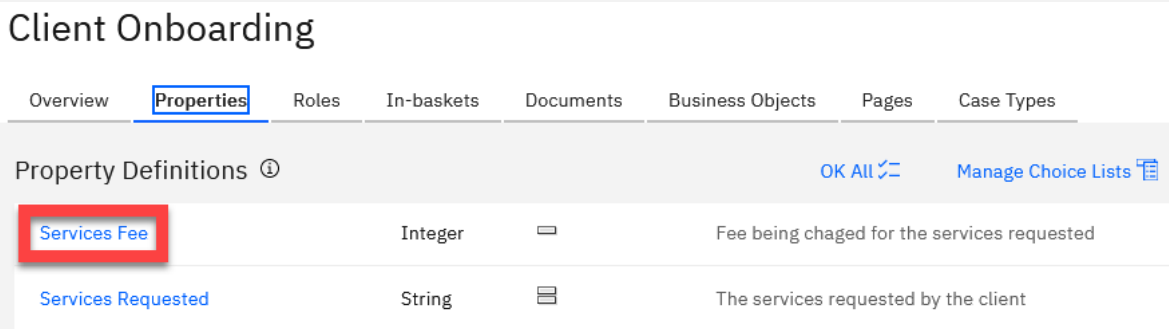 Client Onboarding
Overview Properties Roles In-baskets Documents Business Objects Pages Case Types
Property Definitions OK All Manage Choice Lists
Services Fee Integer Fee being chaged for the services requested
Services Requested String The services requested by the client